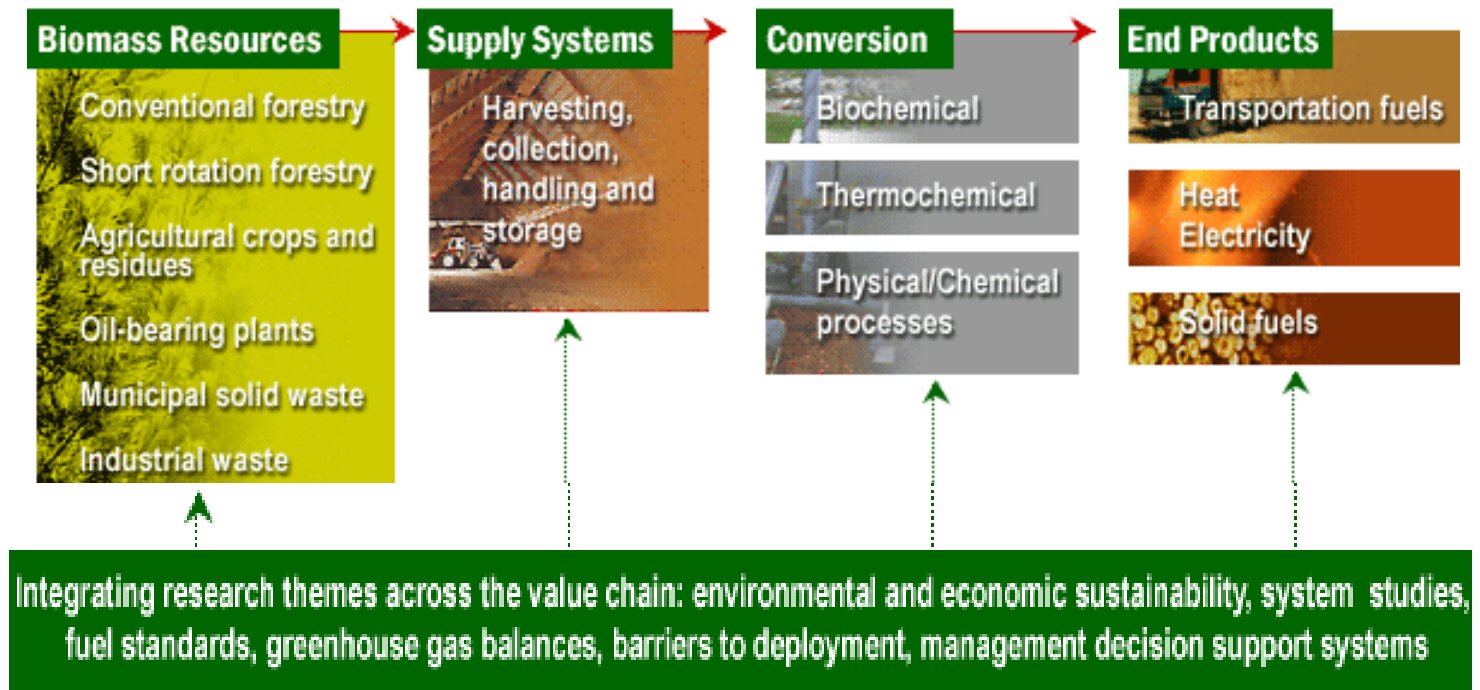 Biomass Resources
Conventional forestry
Short rotation forestry
Agricultural crops and
residues
Oil-bearing plants
Municipal solid waste
Industrial waste
Supply Systems
Harvesting,
collection,
handling and
storage
Conversion
Biochemical
Thermochemical
Physical/Chemical
processes
End Products
Transportation fuels
Heat
Electricity
Solid fuels
Integrating research themes across the value chain: environmental and economic sustainability, system studies,
fuel standards, greenhouse gas balances, barriers to deployment, management decision support systems